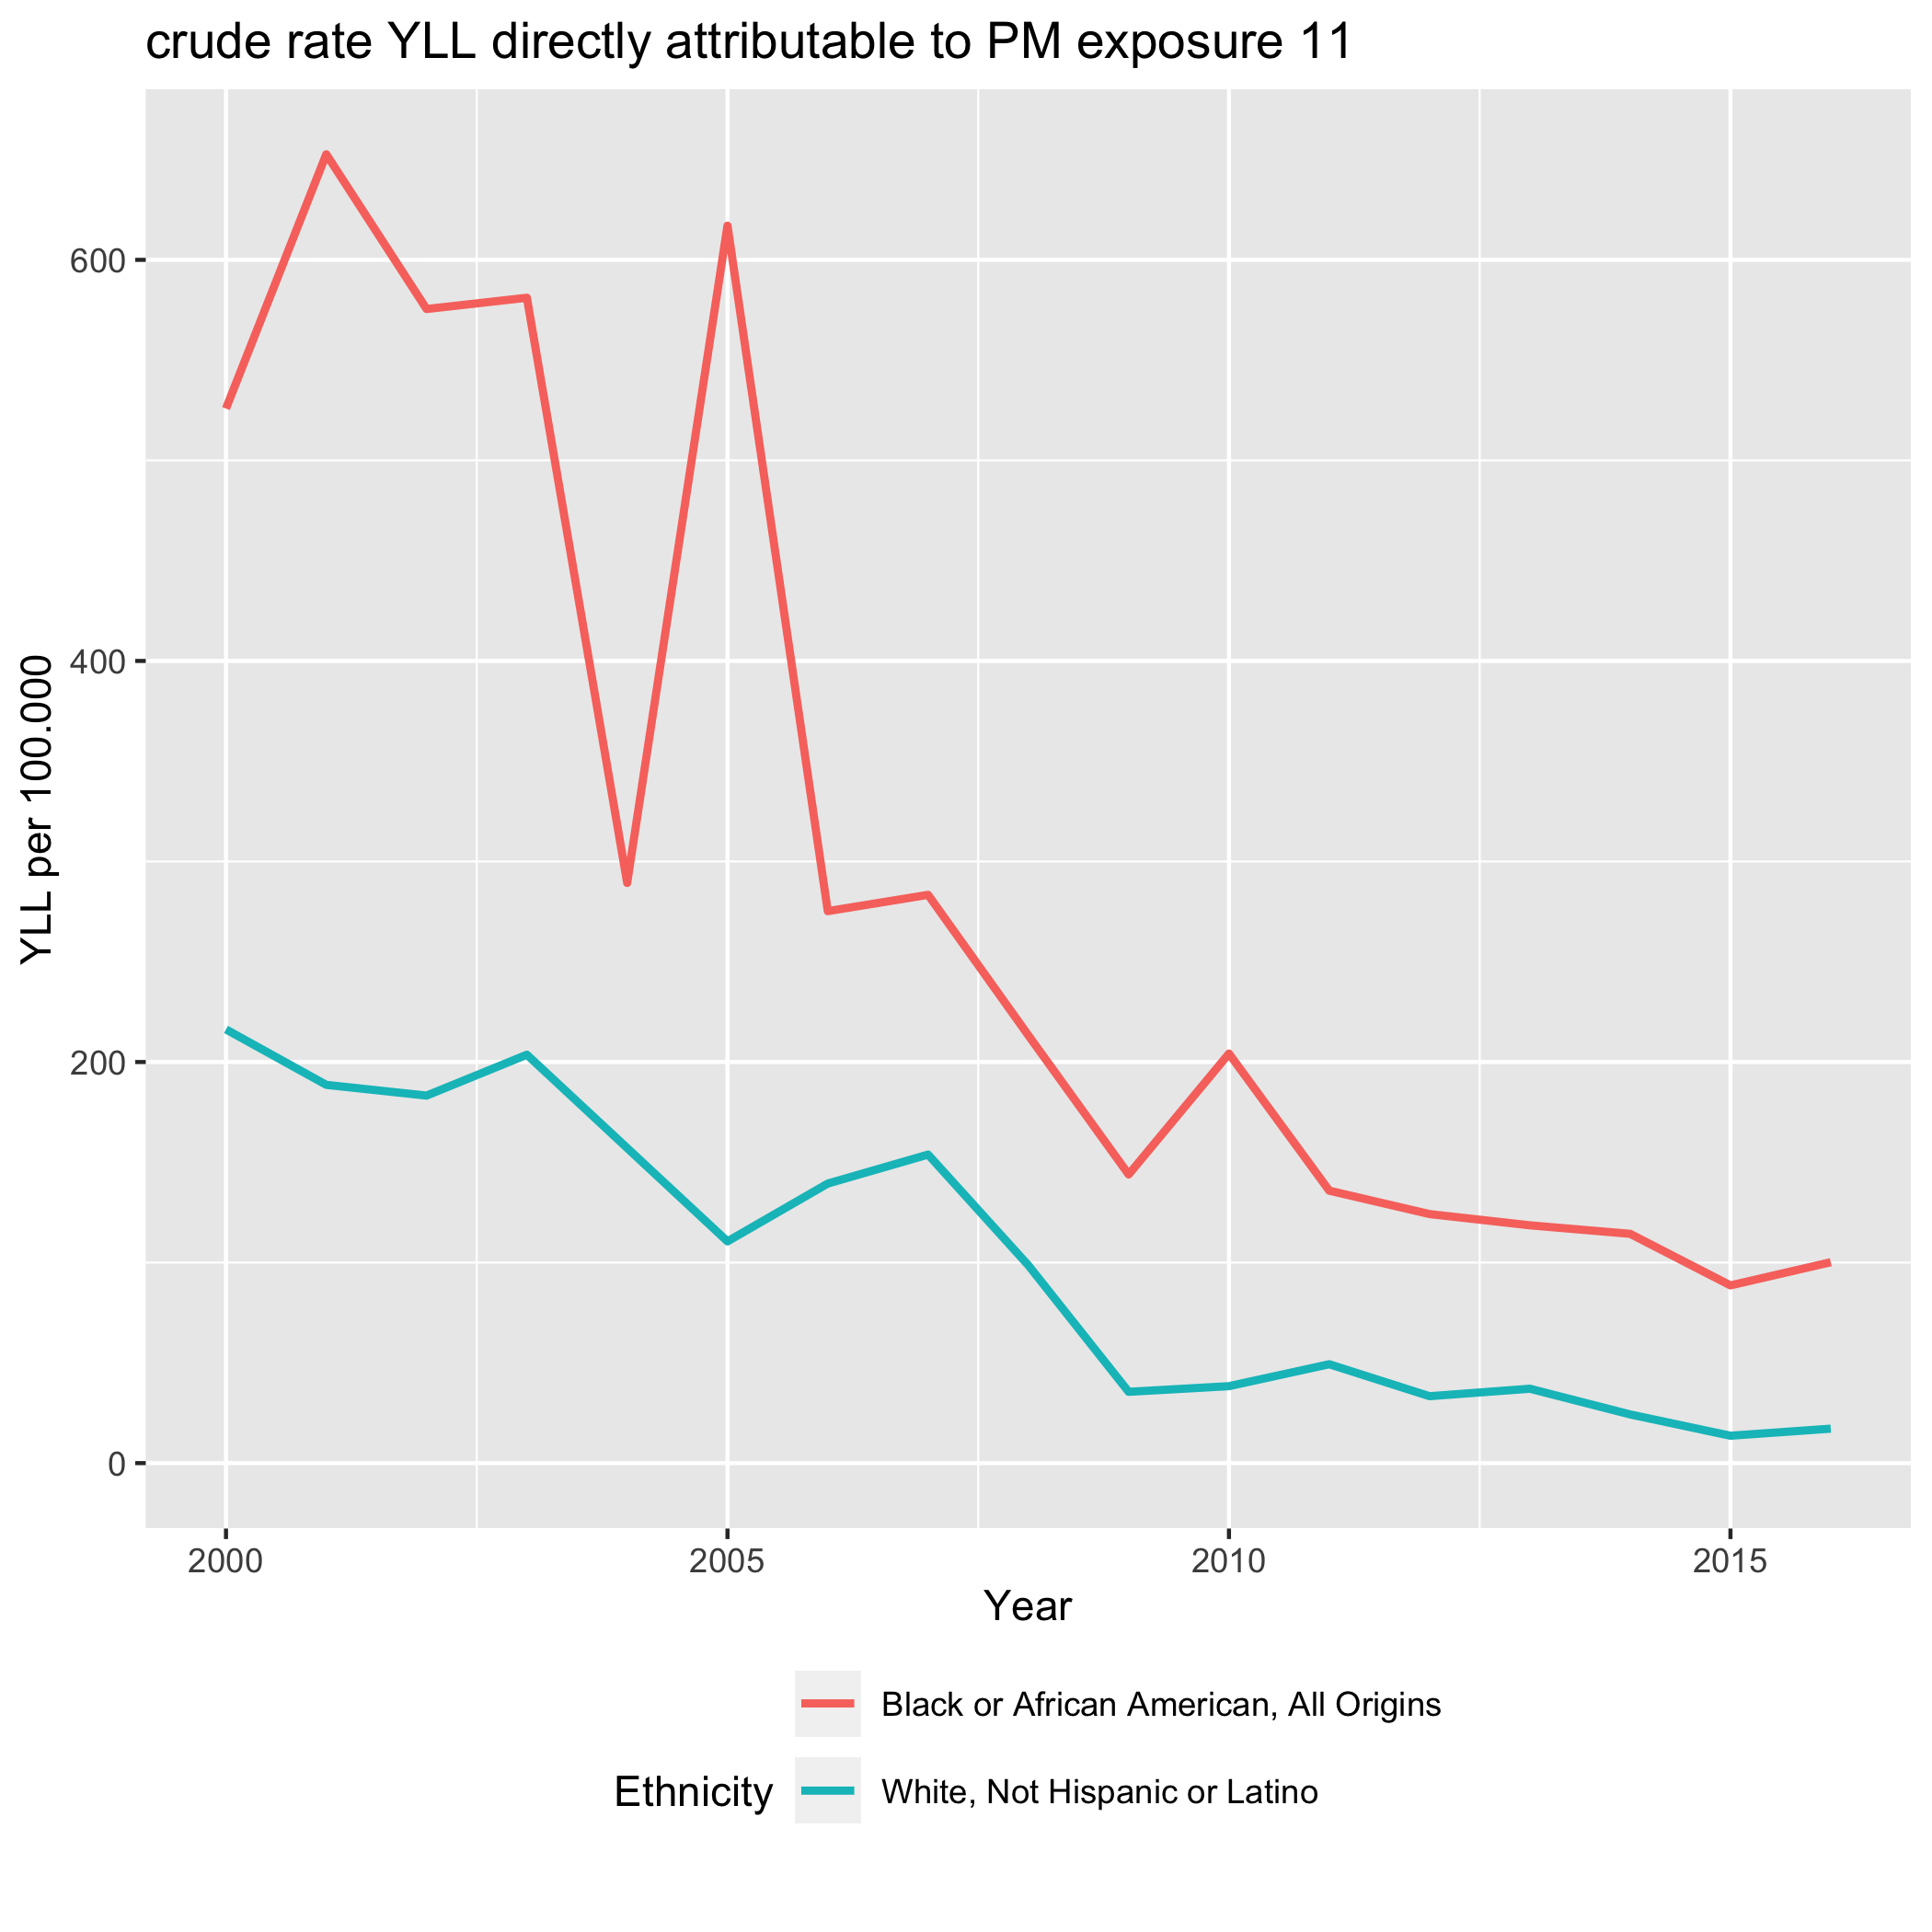 crude rate YLL directly attributable to PM exposure 11
YLL per 100.000
600
400
200
0
2000
2005
2010
2015
Year
Ethnicity
Black or African American, All Origins
White, Not Hispanic or Latino